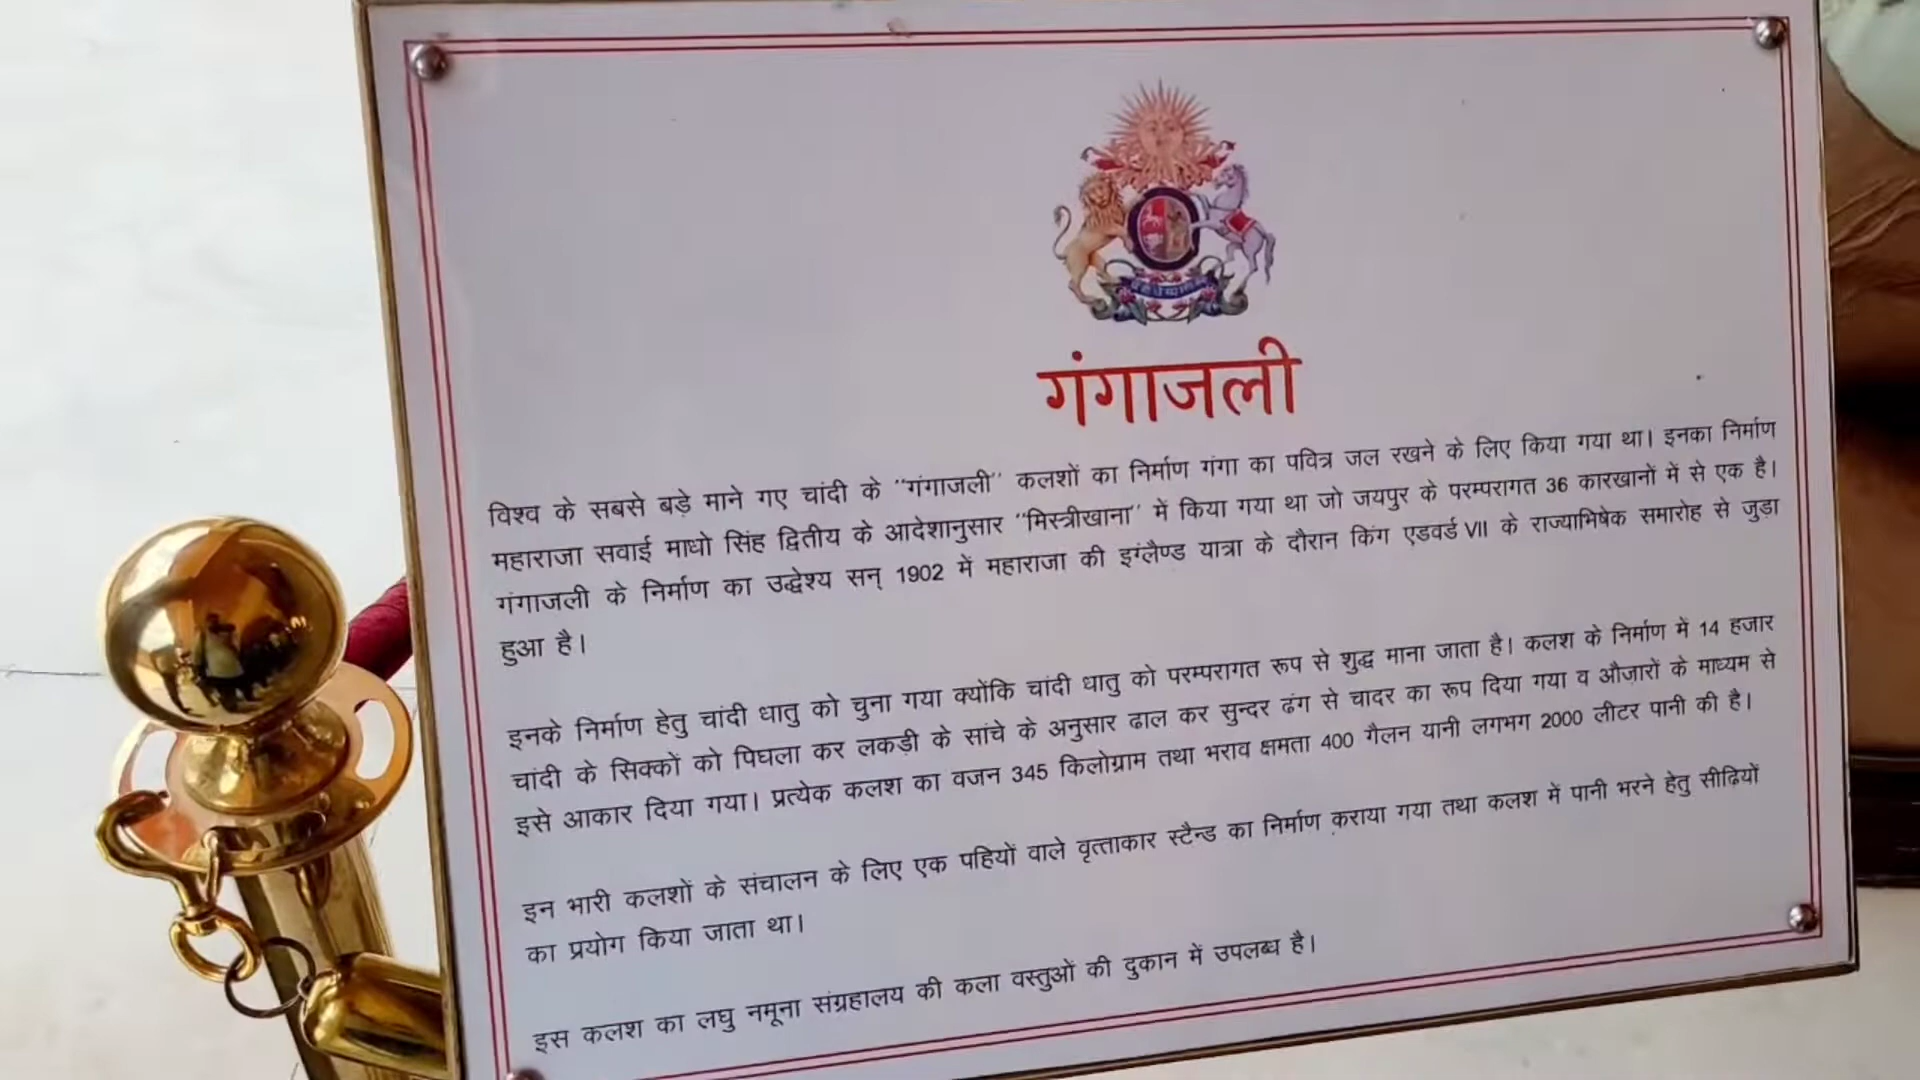 गंगाजली
विश्व के सबसे बड़े माने गए चांदी के "गंगाजली" कलशों का निर्माण गंगा का पवित्र जल रखने के लिए किया गया था। इनका निर्माण
महाराजा सवाई माधो सिंह द्वितीय के आदेशानुसार "मिस्त्रीखाना" में किया गया था जो जयपुर के परम्परागत 36 कारखानों में से एक है।
गंगाजली के निर्माण का उद्धेश्य सन् 1902 में महाराजा की इग्लैण्ड यात्रा के दौरान किंग एडवर्ड VII के राज्याभिषेक समारोह से जुड़ा
हुआ है।
इनके निर्माण हेतु चांदी धातु को चुना गया क्योंकि चांदी धातु को परम्परागत रूप से शुद्ध माना जाता है। कलश के निर्माण में 14 हजार
चांदी के सिक्कों को पिघला कर लकड़ी के सांचे के अनुसार ढाल कर सुन्दर ढंग से चादर का रूप दिया गया व औज़ारों के माध्यम से
इसे आकार दिया गया। प्रत्येक कलश का वजन 345 किलोग्राम तथा भराव क्षमता 400 गैलन यानी लगभग 2000 लीटर पानी की है।
इन भारी कलशों के संचालन के लिए एक पहियों वाले वृत्ताकार स्टैन्ड का निर्माण कराया गया तथा कलश में पानी भरने हेतु सीढ़ियों
का प्रयोग किया जाता था।
इस कलश का लघु नमूना संग्रहालय की कला वस्तुओं की दुकान में उपलब्ध है।